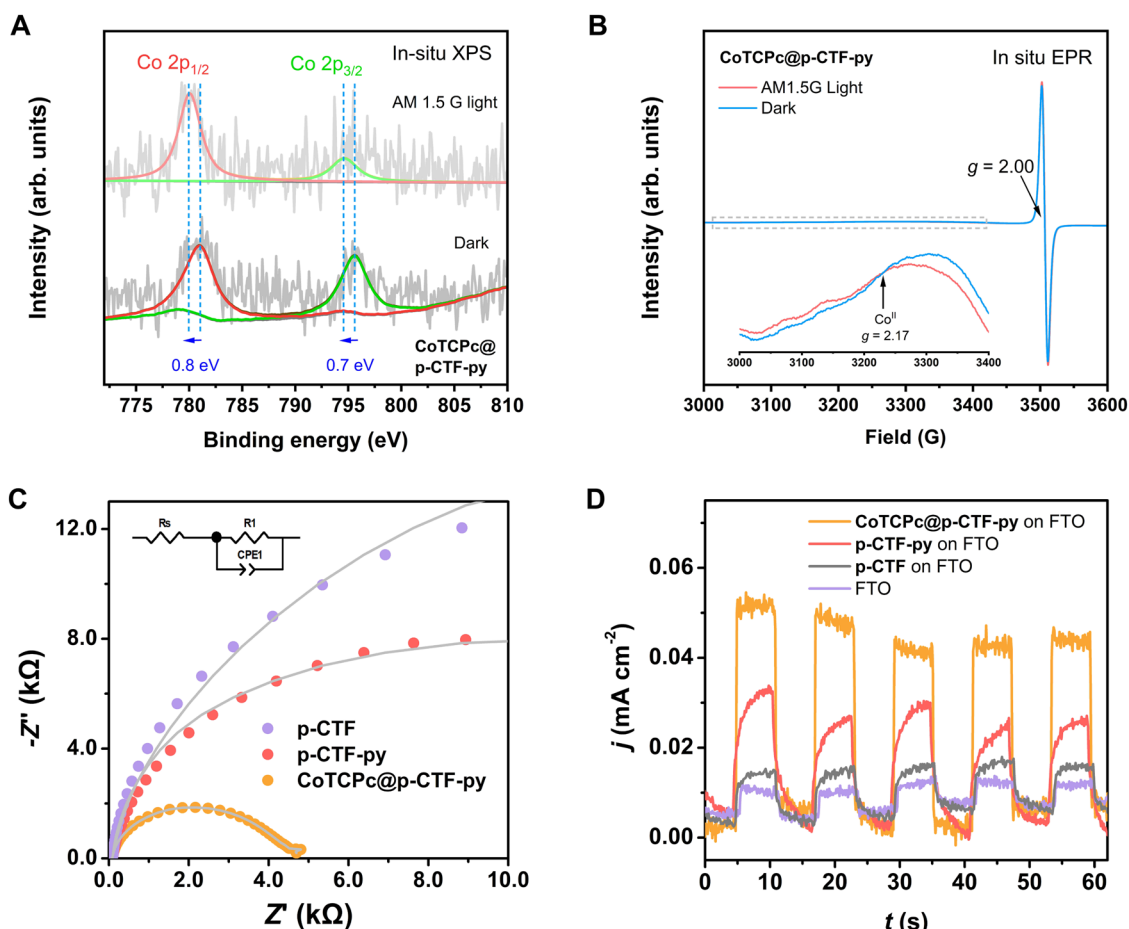 A
Intensity (arb. units)
Co 2p1/2
Co 2p3/2
In-situ XPS
AM 1.5 G light
Dark
0.8 eV
0.7 eV
CoTCPc@
p-CTF-py
775 780 785 790 795 800 805 810
Binding energy (eV)
B
Intensity (arb. units)
CoTCPc@p-CTF-py
In situ EPR
AM1.5G Light
Dark
g = 2.00
CoII
g = 2.17
3000 3100 3200 3300 3400
3000 3100 3200 3300 3400 3500 3600
Field (G)
C
-Z'' (kΩ)
12.0
8.0
4.0
0.0
Rs
R1
CPE1
p-CTF
p-CTF-py
CoTCPc@p-CTF-py
0.0 2.0 4.0 6.0 8.0 10.0
Z' (kΩ)
D
j (mA cm-2)
0.06
0.04
0.02
0.00
CoTCPc@p-CTF-py on FTO
p-CTF-py on FTO
p-CTF on FTO
FTO
0 10 20 30 40 50 60
t (s)